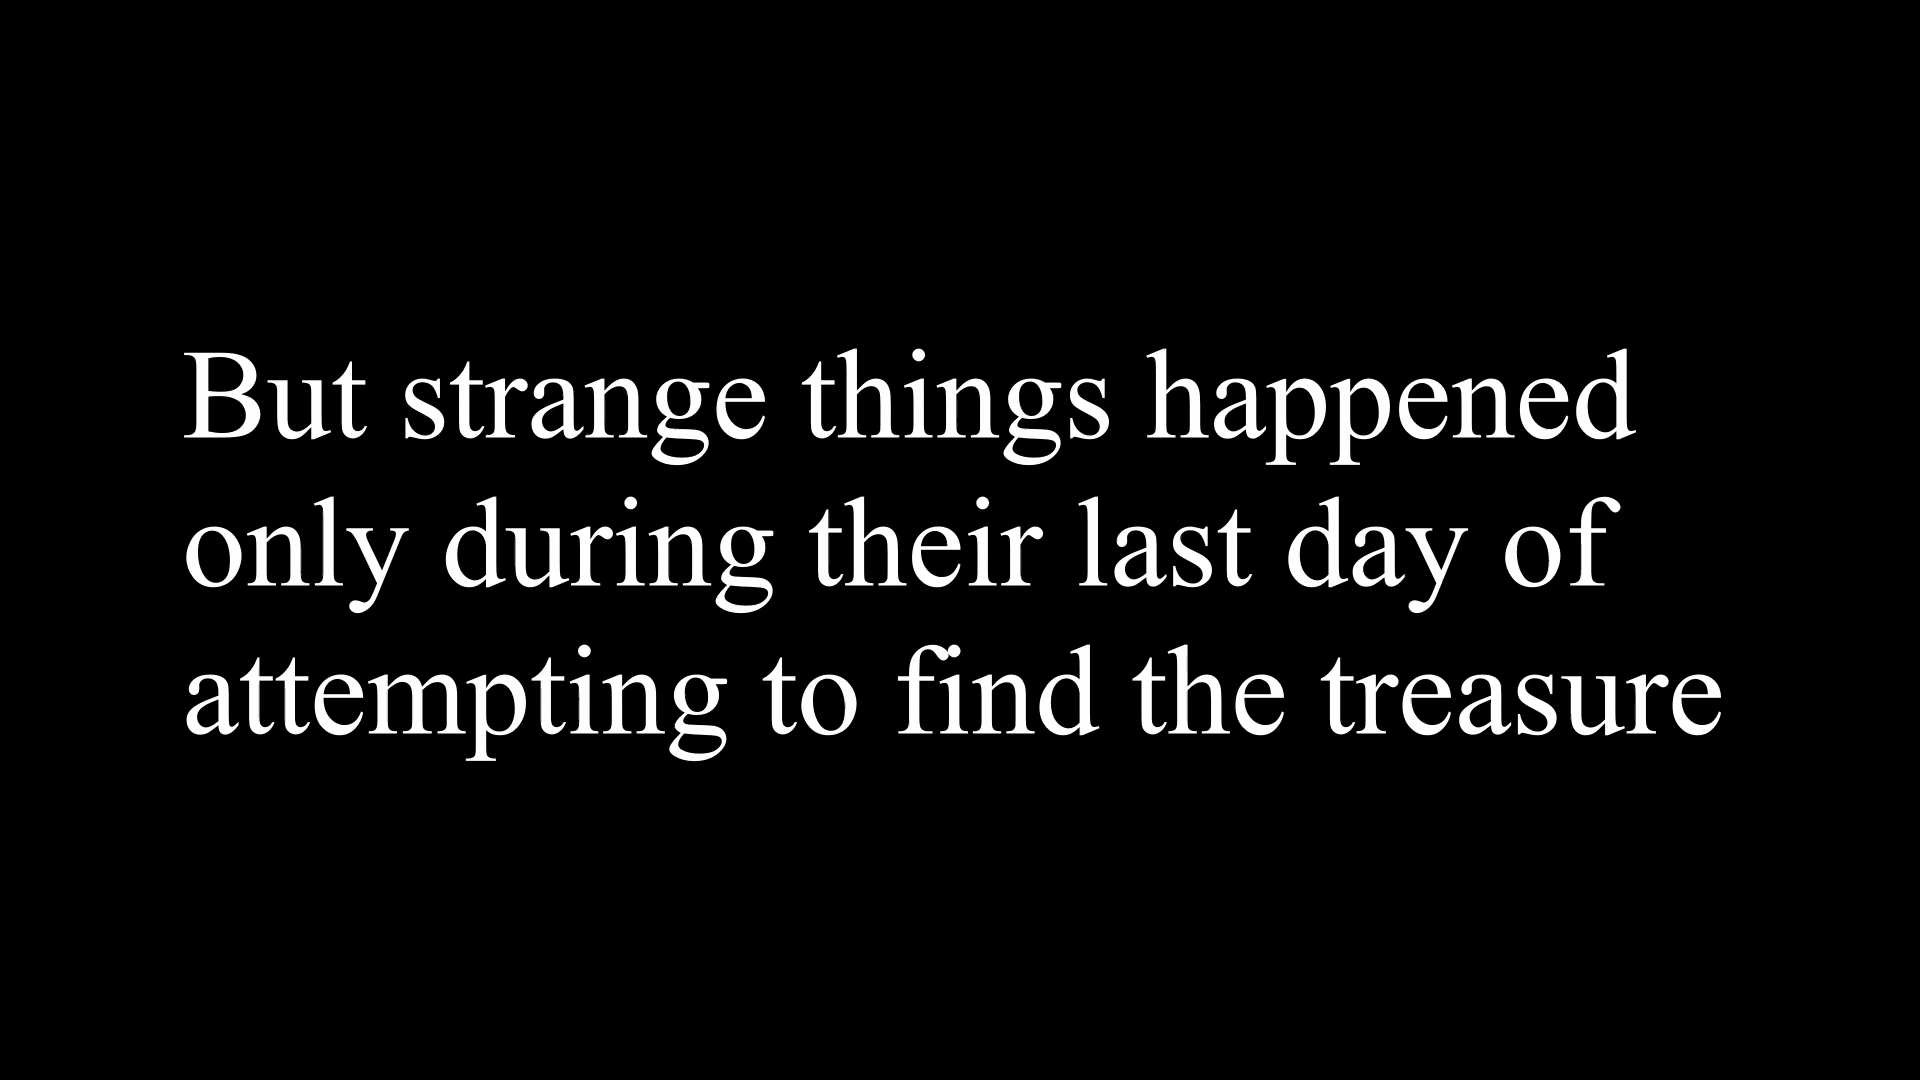 But strange things happened
only during their last day of
attempting to find the treasure